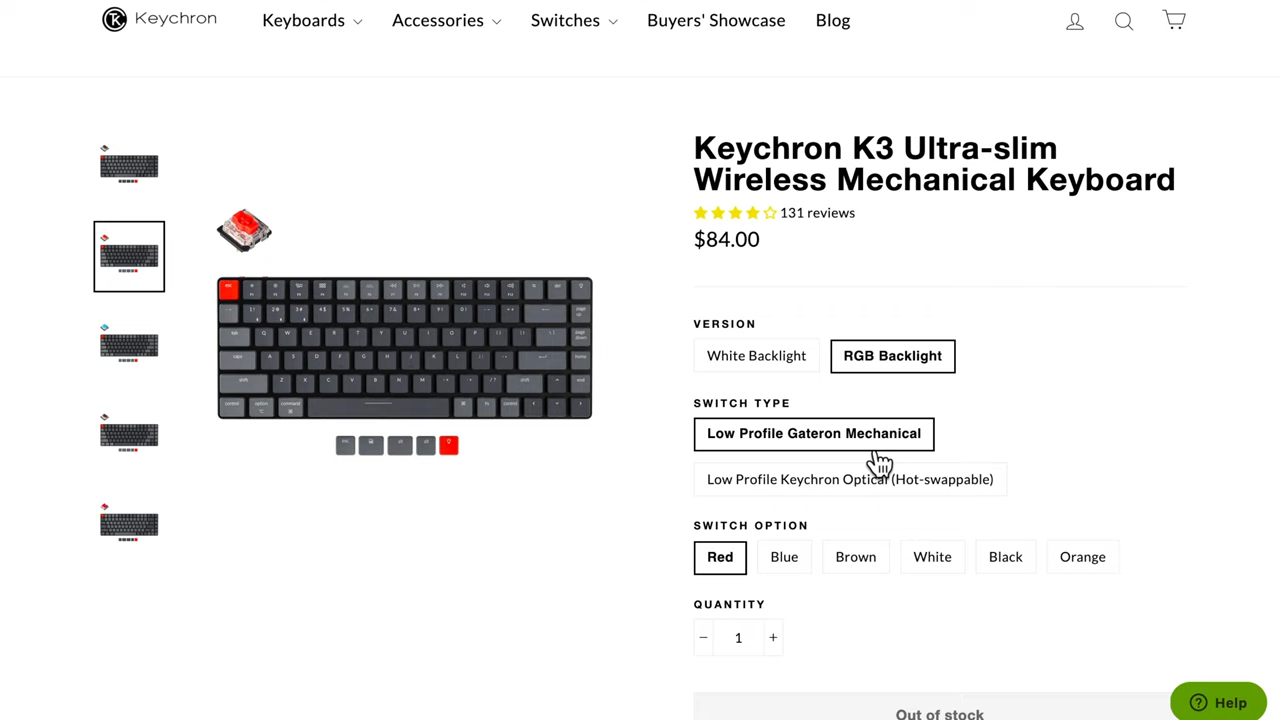 Keychron
Keyboards
Accessories
Switches
Buyers' Showcase
Blog
Keychron K3 Ultra-slim
Wireless Mechanical Keyboard
131 reviews
$84.00
VERSION
White Backlight
RGB Backlight
SWITCH TYPE
Low Profile Gateron Mechanical
Low Profile Keychron Optical (Hot-swappable)
SWITCH OPTION
Red
Blue
Brown
White
Black
Orange
QUANTITY
− 1 +
Out of stock
Help